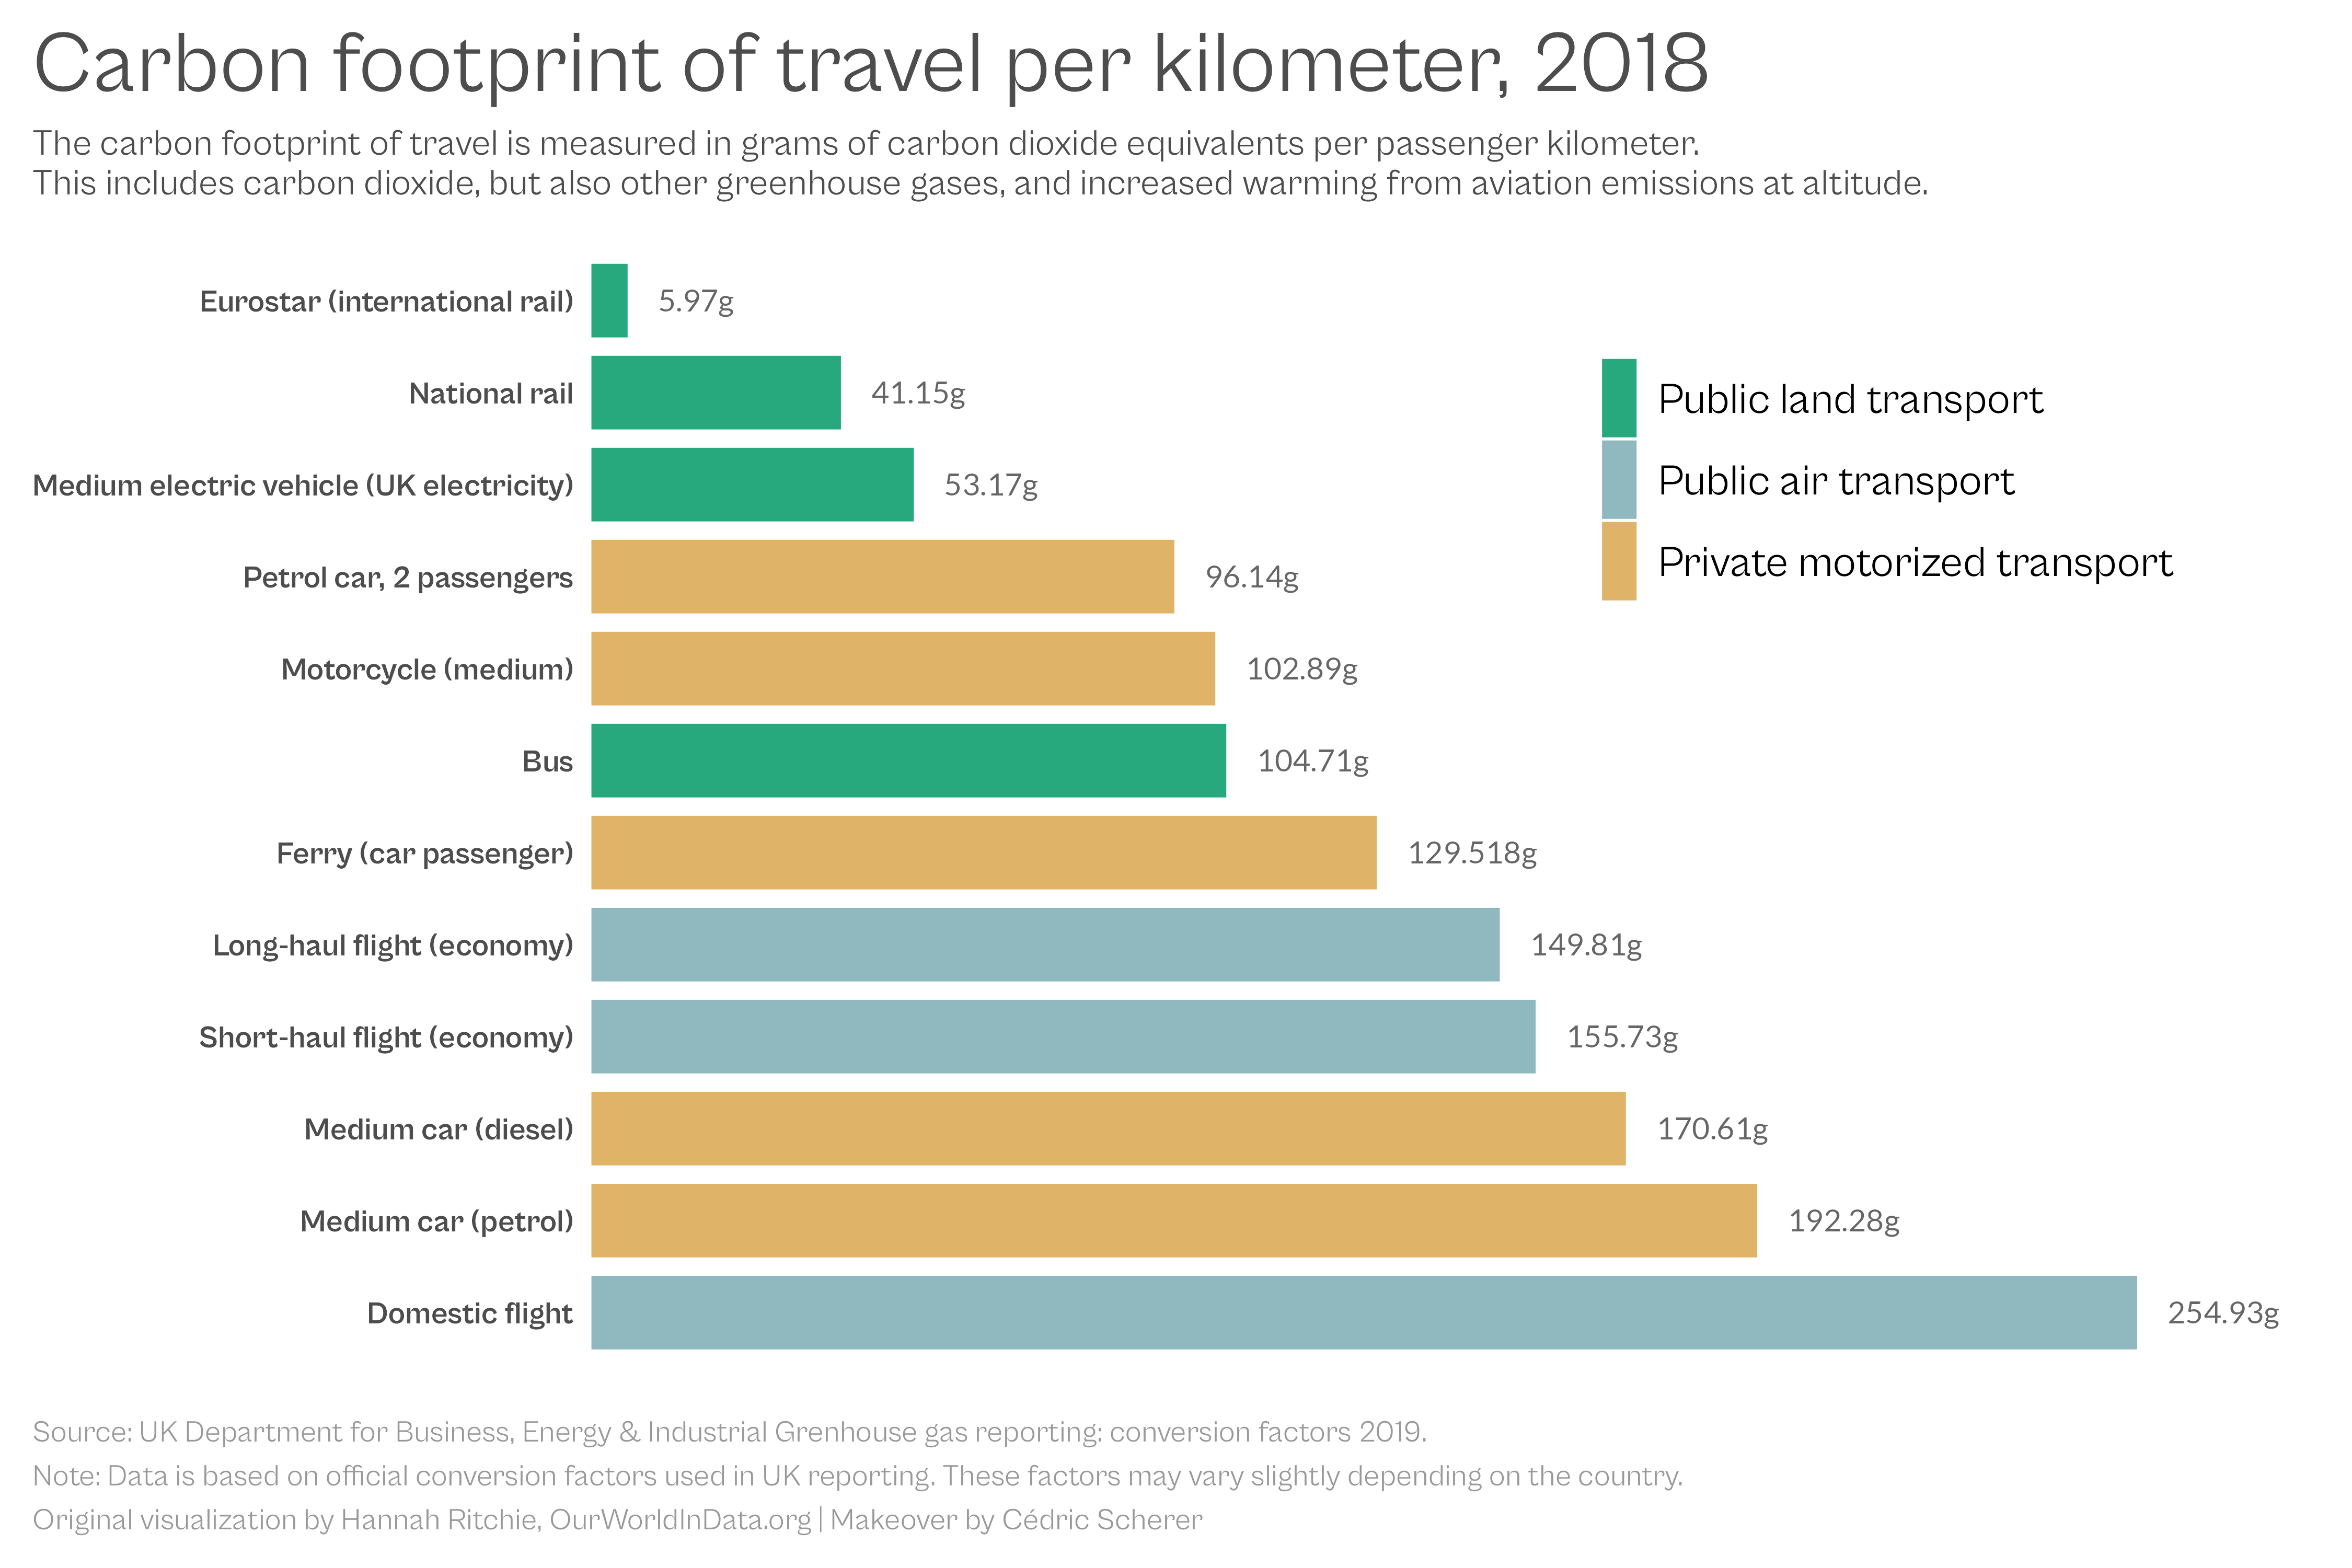 Carbon footprint of travel per kilometer, 2018
The carbon footprint of travel is measured in grams of carbon dioxide equivalents per passenger kilometer.
This includes carbon dioxide, but also other greenhouse gases, and increased warming from aviation emissions at altitude.
Eurostar (international rail) 5.97g
National rail 41.15g
Medium electric vehicle (UK electricity) 53.17g
Petrol car, 2 passengers 96.14g
Motorcycle (medium) 102.89g
Bus 104.71g
Ferry (car passenger) 129.518g
Long-haul flight (economy) 149.81g
Short-haul flight (economy) 155.73g
Medium car (diesel) 170.61g
Medium car (petrol) 192.28g
Domestic flight 254.93g
Public land transport
Public air transport
Private motorized transport
Source: UK Department for Business, Energy & Industrial Grenhouse gas reporting: conversion factors 2019.
Note: Data is based on official conversion factors used in UK reporting. These factors may vary slightly depending on the country.
Original visualization by Hannah Ritchie, OurWorldInData.org | Makeover by Cédric Scherer